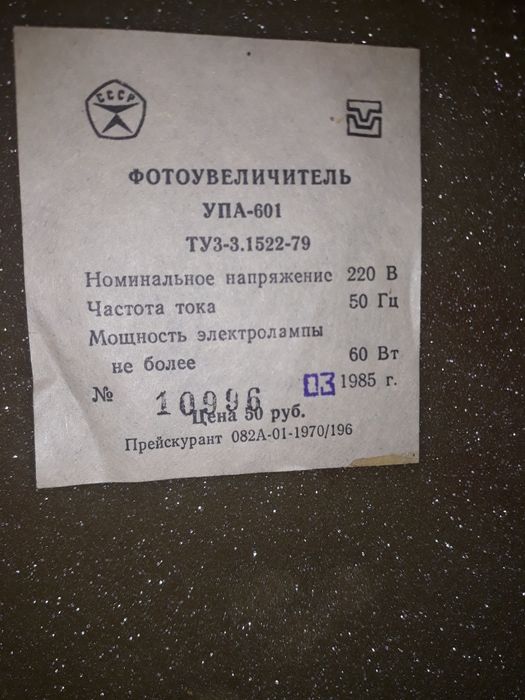 СССР
ФОТОУВЕЛИЧИТЕЛЬ
УПА-601
ТУ3-3.1522-79
Номинальное напряжение 220 В
Частота тока 50 Гц
Мощность электролампы
не более 60 Вт
№ 10996 03 1985 г.
Цена 50 руб.
Прейскурант 082А-01-1970/196